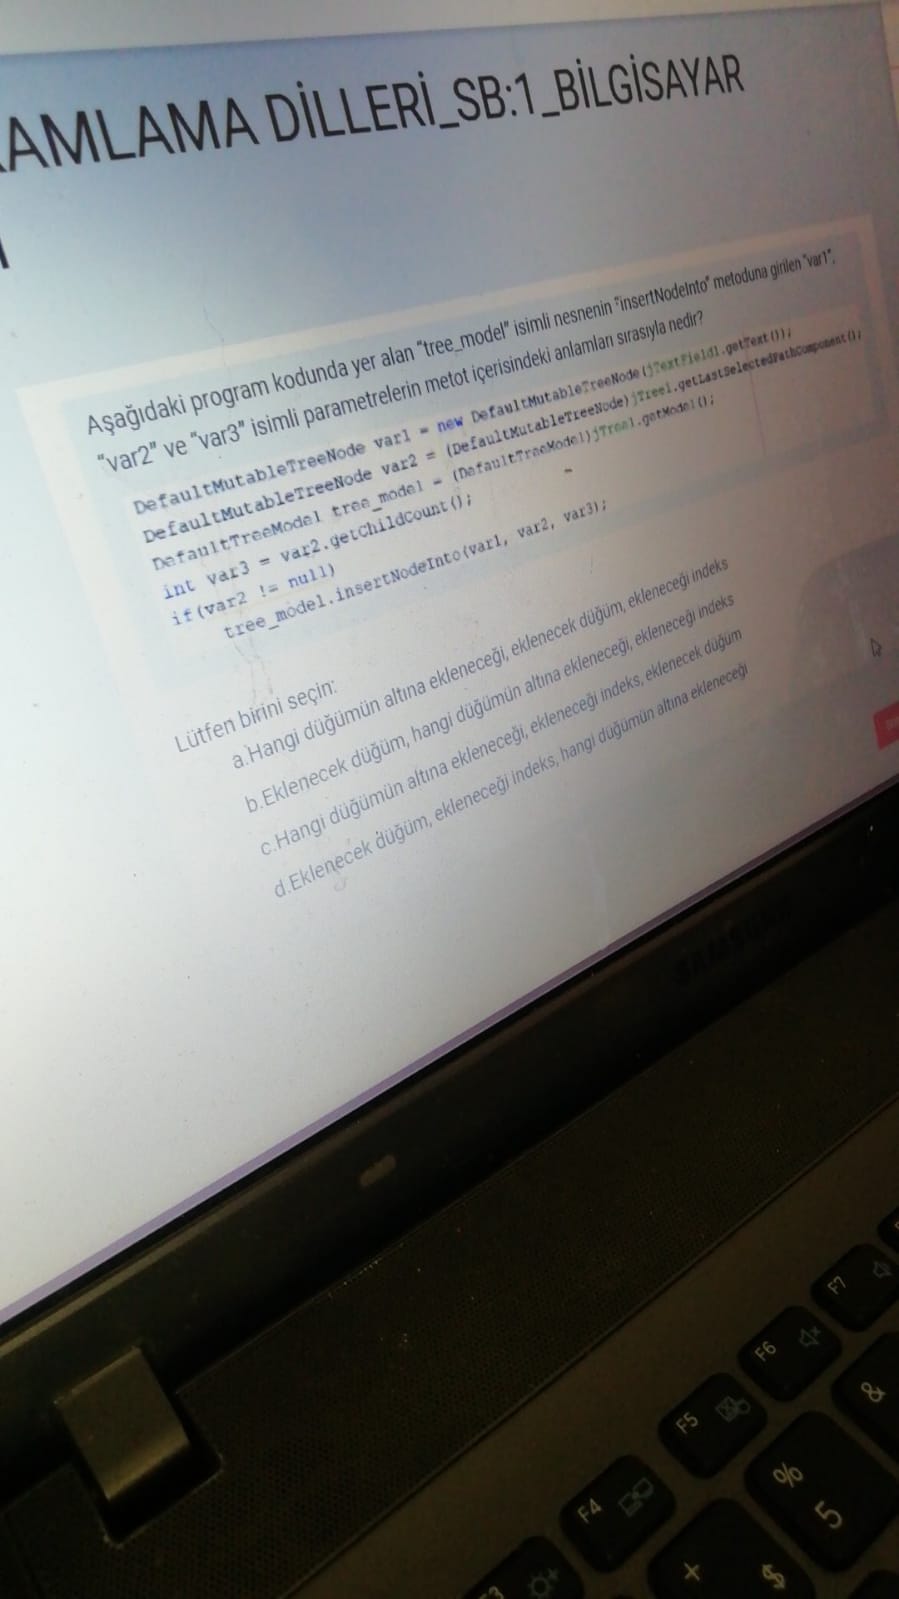 AMLAMA DİLLERİ_SB:1_BİLGİSAYAR
Aşağıdaki program kodunda yer alan "tree_model" isimli nesnenin "insertNodeInto" metoduna girilen "var1",
"var2" ve "var3" isimli parametrelerin metot içerisindeki anlamları sırasıyla nedir?
DefaultMutableTreeNode var1 = new DefaultMutableTreeNode(jTextField1.getText());
DefaultMutableTreeNode var2 = (DefaultMutableTreeNode)jTree1.getLastSelectedPathComponent();
DefaultTreeModel tree_model = (DefaultTreeModel)jTree1.getModel();
int var3 = var2.getChildCount();
if(var2 != null)
tree_model.insertNodeInto(var1, var2, var3);
Lütfen birini seçin:
a.Hangi düğümün altına ekleneceği, eklenecek düğüm, ekleneceği indeks
b.Eklenecek düğüm, hangi düğümün altına ekleneceği, ekleneceği indeks
c.Hangi düğümün altına ekleneceği, ekleneceği indeks, eklenecek düğüm
d.Eklenecek düğüm, ekleneceği indeks, hangi düğümün altına ekleneceği
SAMSUNG
F7
F6
F5
F4
&
%
5
+
$